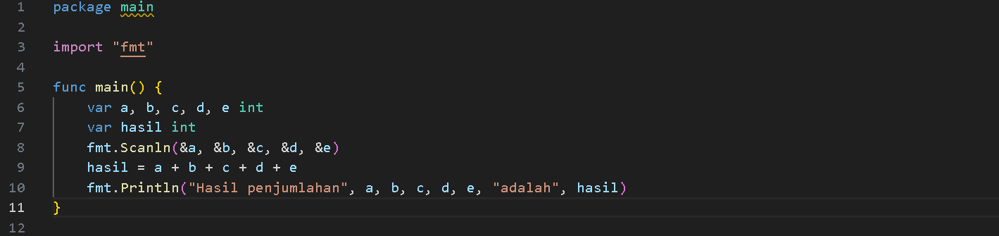 1 package main
2
3 import "fmt"
4
5 func main() {
6     var a, b, c, d, e int
7     var hasil int
8     fmt.Scanln(&a, &b, &c, &d, &e)
9     hasil = a + b + c + d + e
10     fmt.Println("Hasil penjumlahan", a, b, c, d, e, "adalah", hasil)
11 }
12